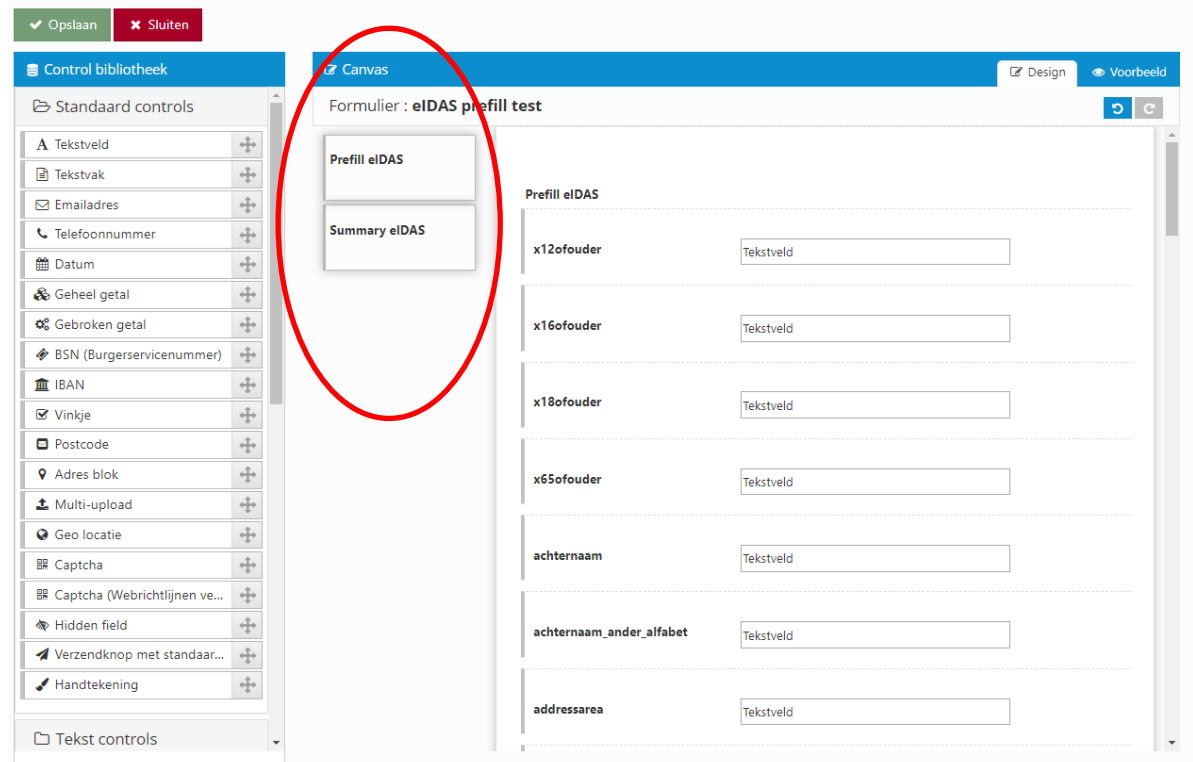 Opslaan
Sluiten
Control bibliotheek
Standaard controls
Tekstveld
Tekstvak
Emailadres
Telefoonnummer
Datum
Geheel getal
Gebroken getal
BSN (Burgerservicenummer)
IBAN
Vinkje
Postcode
Adres blok
Multi-upload
Geo locatie
Captcha
Captcha (Webrichtlijnen ve...
Hidden field
Verzendknop met standaar...
Handtekening
Tekst controls
Canvas
Design
Voorbeeld
Formulier : eIDAS prefill test
Prefill eIDAS
Summary eIDAS
Prefill eIDAS
x12ofouder Tekstveld
x16ofouder Tekstveld
x18ofouder Tekstveld
x65ofouder Tekstveld
achternaam Tekstveld
achternaam_ander_alfabet Tekstveld
addressarea Tekstveld